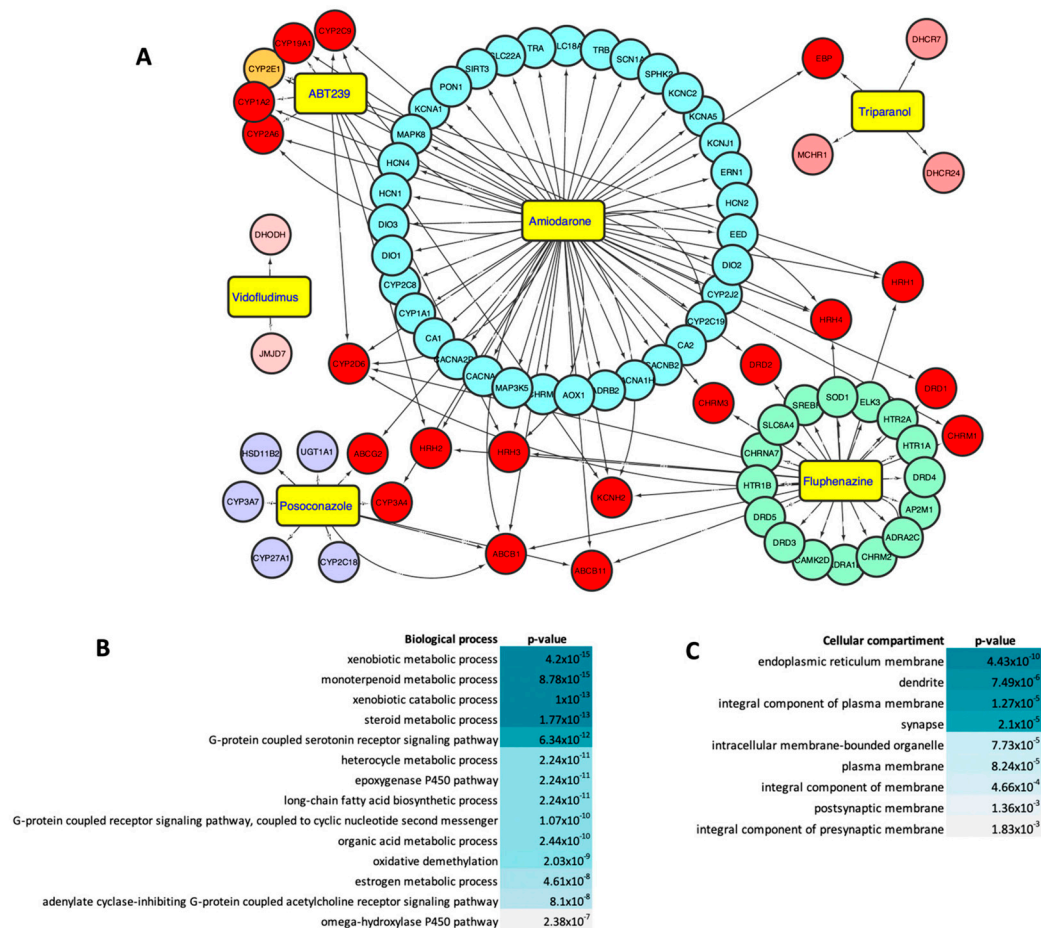 A
CYP2C9
CYP19A1
CYP2E1
ABT239
CYP1A2
CYP2A6
DHODH
Vidofludimus
JMJD7
SLC22A
TRA
SLC18A
TRB
SCN1A
SIRT3
SPHK2
PON1
KCNC2
KCNA1
KCNA5
MAPK8
KCNJ1
HCN4
ERN1
HCN1
HCN2
DIO3
Amiodarone
EED
DIO1
DIO2
CYP2C8
CYP2J2
CYP1A1
CYP2C19
CA1
CA2
CACNA2D
CACNB2
CACNA
CACNA1H
MAP3K5
CHRM
AOX1
ADRB2
EBP
DHCR7
Triparanol
MCHR1
DHCR24
HRH1
HRH4
DRD2
DRD1
CYP2D6
CHRM3
CHRM1
ABCG2
HRH2
HRH3
KCNH2
CYP3A4
ABCB1
ABCB11
HSD11B2
UGT1A1
CYP3A7
Posoconazole
CYP27A1
CYP2C18
SREBF
SOD1
ELK3
SLC6A4
HTR2A
CHRNA7
HTR1A
HTR1B
Fluphenazine
DRD4
DRD5
AP2M1
DRD3
ADRA2C
CAMK2D
CHRM2
B
Biological process p-value
xenobiotic metabolic process 4.2x10⁻¹⁵
monoterpenoid metabolic process 8.78x10⁻¹⁵
xenobiotic catabolic process 1x10⁻¹³
steroid metabolic process 1.77x10⁻¹³
G-protein coupled serotonin receptor signaling pathway 6.34x10⁻¹²
heterocycle metabolic process 2.24x10⁻¹¹
epoxygenase P450 pathway 2.24x10⁻¹¹
long-chain fatty acid biosynthetic process 2.24x10⁻¹¹
G-protein coupled receptor signaling pathway, coupled to cyclic nucleotide second messenger 1.07x10⁻¹⁰
organic acid metabolic process 2.44x10⁻¹⁰
oxidative demethylation 2.03x10⁻⁹
estrogen metabolic process 4.61x10⁻⁸
adenylate cyclase-inhibiting G-protein coupled acetylcholine receptor signaling pathway 8.1x10⁻⁸
omega-hydroxylase P450 pathway 2.38x10⁻⁷
C
Cellular compartment p-value
endoplasmic reticulum membrane 4.43x10⁻¹⁰
dendrite 7.49x10⁻⁶
integral component of plasma membrane 1.27x10⁻⁵
synapse 2.1x10⁻⁵
intracellular membrane-bounded organelle 7.73x10⁻⁵
plasma membrane 8.24x10⁻⁵
integral component of membrane 4.66x10⁻⁴
postsynaptic membrane 1.36x10⁻³
integral component of presynaptic membrane 1.83x10⁻³